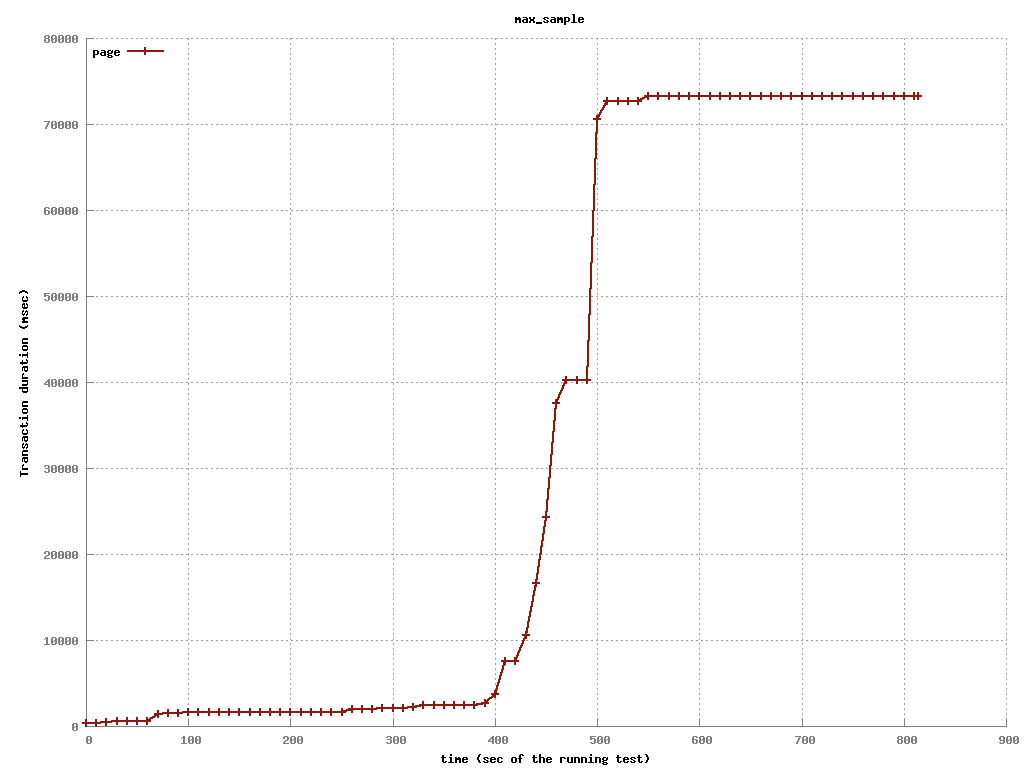 max_sample
page
80000
70000
60000
50000
40000
30000
20000
10000
0
Transaction duration (msec)
0 100 200 300 400 500 600 700 800 900
time (sec of the running test)